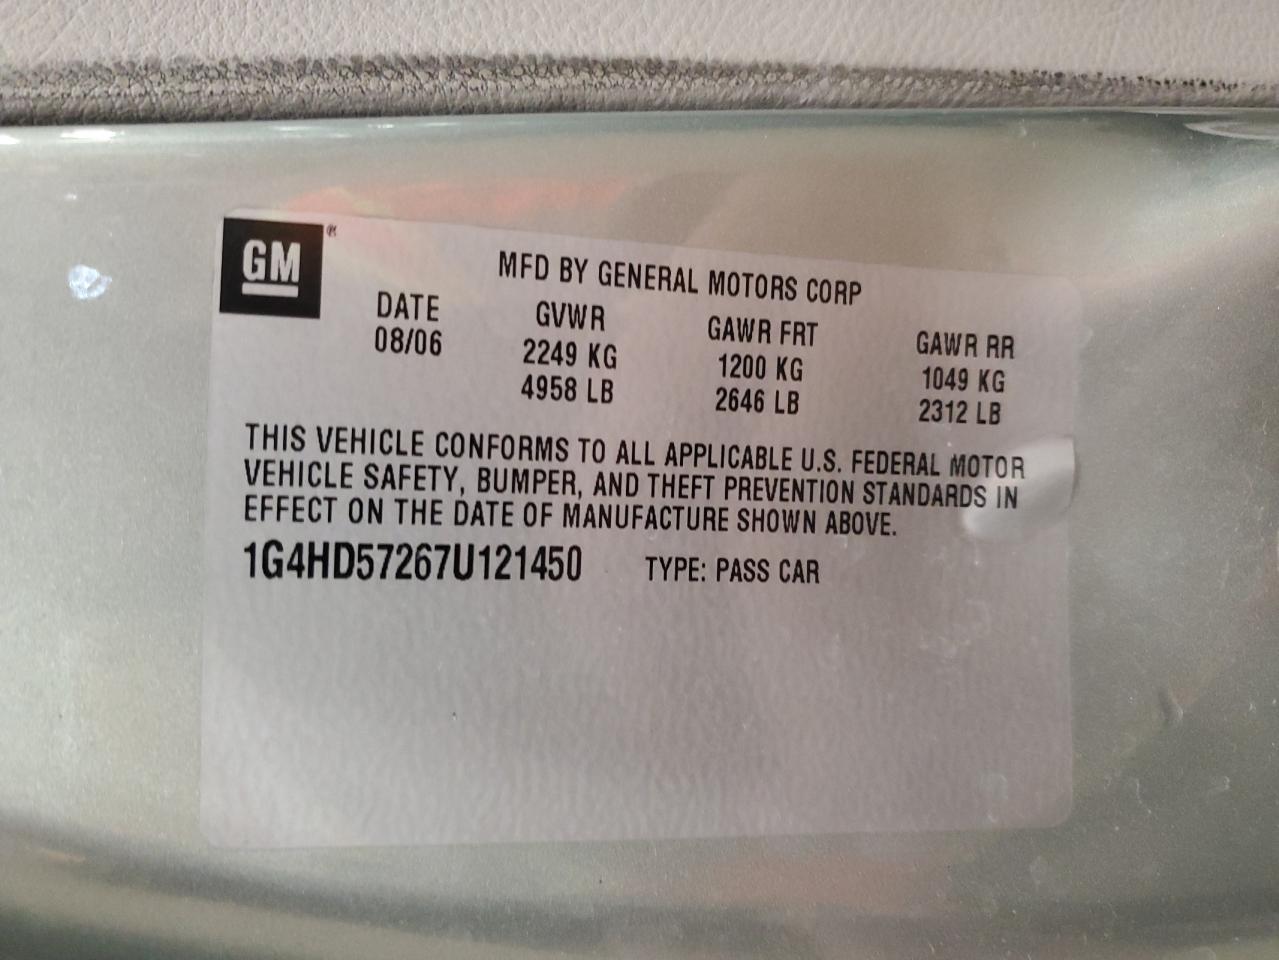 GM®
MFD BY GENERAL MOTORS CORP
DATE GVWR GAWR FRT GAWR RR
08/06 2249 KG 1200 KG 1049 KG
4958 LB 2646 LB 2312 LB
THIS VEHICLE CONFORMS TO ALL APPLICABLE U.S. FEDERAL MOTOR
VEHICLE SAFETY, BUMPER, AND THEFT PREVENTION STANDARDS IN
EFFECT ON THE DATE OF MANUFACTURE SHOWN ABOVE.
1G4HD57267U121450 TYPE: PASS CAR